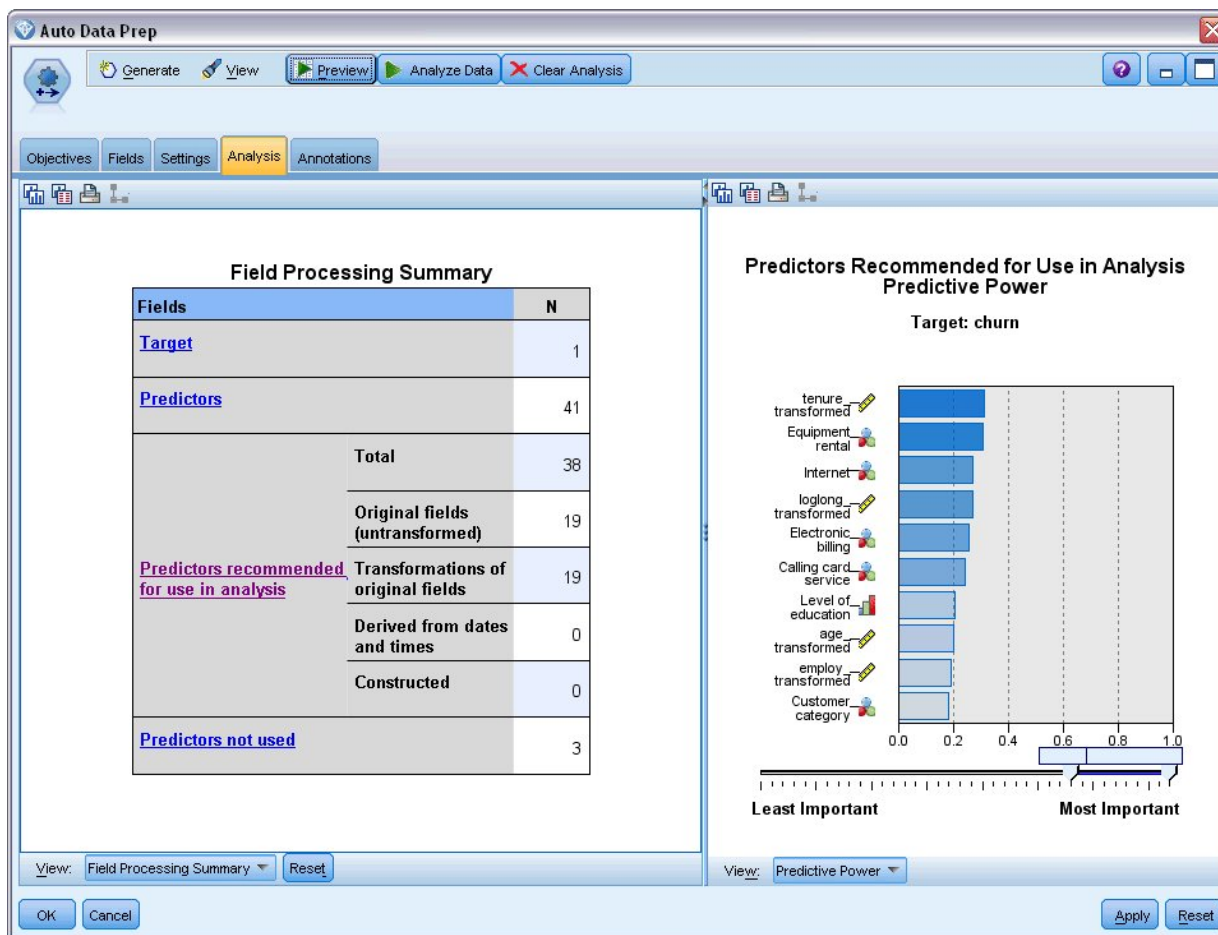 Auto Data Prep
Generate View Preview Analyze Data Clear Analysis
Objectives Fields Settings Analysis Annotations
Field Processing Summary
Fields N
Target 1
Predictors 41
Predictors recommended for use in analysis
Total 38
Original fields (untransformed) 19
Transformations of original fields 19
Derived from dates and times 0
Constructed 0
Predictors not used 3
View: Field Processing Summary Reset
Predictors Recommended for Use in Analysis
Predictive Power
Target: churn
tenure_
transformed
Equipment
rental
Internet
loglong_
transformed
Electronic
billing
Calling card
service
Level of
education
age_
transformed
employ_
transformed
Customer
category
0.0 0.2 0.4 0.6 0.8 1.0
Least Important Most Important
View: Predictive Power
OK Cancel Apply Reset